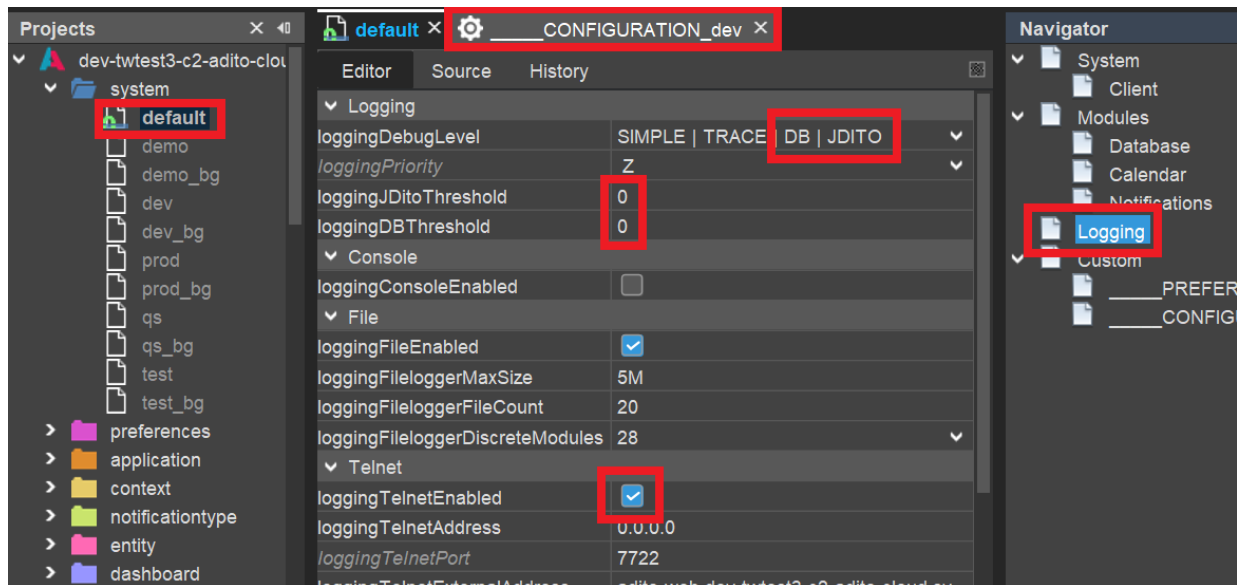 Projects
dev-twtest3-c2-adito-clou
system
default
demo
demo_bg
dev
dev_bg
prod
prod_bg
qs
qs_bg
test
test_bg
preferences
application
context
notificationtype
entity
dashboard
default
_____CONFIGURATION_dev
Editor Source History
Logging
loggingDebugLevel SIMPLE | TRACE | DB | JDITO
loggingPriority Z
loggingJDitoThreshold 0
loggingDBThreshold 0
Console
loggingConsoleEnabled
File
loggingFileEnabled
loggingFileloggerMaxSize 5M
loggingFileloggerFileCount 20
loggingFileloggerDiscreteModules 28
Telnet
loggingTelnetEnabled
loggingTelnetAddress 0.0.0.0
loggingTelnetPort 7722
Navigator
System
Client
Modules
Database
Calendar
Notifications
Logging
Custom
_____PREFER
_____CONFIGU